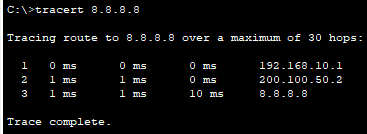 C:\>tracert 8.8.8.8
Tracing route to 8.8.8.8 over a maximum of 30 hops:
1 0 ms 0 ms 0 ms 192.168.10.1
2 1 ms 1 ms 0 ms 200.100.50.2
3 1 ms 1 ms 10 ms 8.8.8.8
Trace complete.